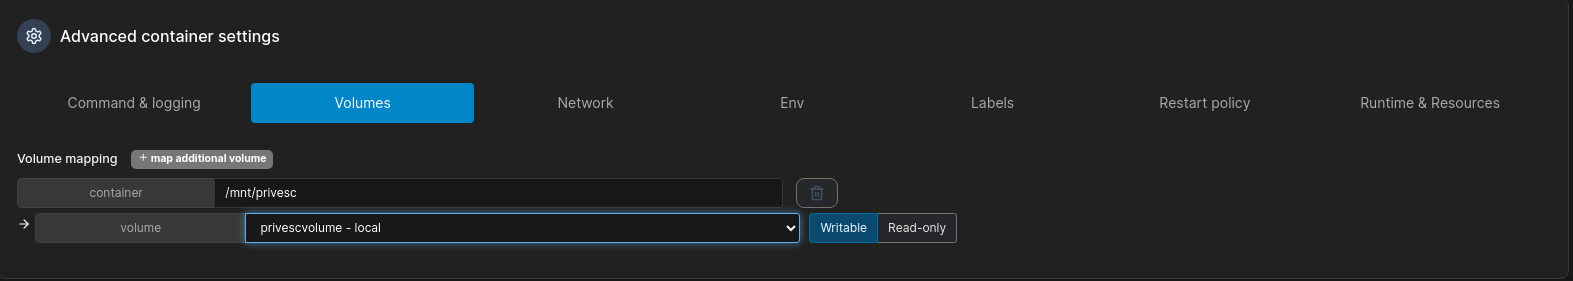 Advanced container settings
Command & logging Volumes Network Env Labels Restart policy Runtime & Resources
Volume mapping + map additional volume
container /mnt/privesc
→ volume privescvolume - local Writable Read-only